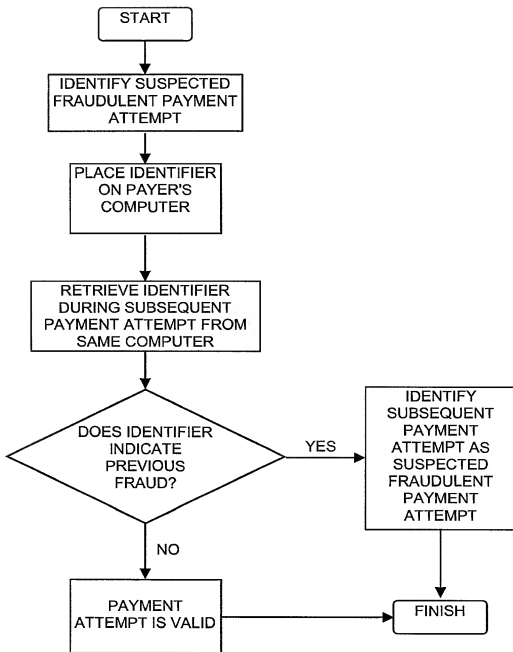 START
IDENTIFY SUSPECTED
FRAUDULENT PAYMENT
ATTEMPT
PLACE IDENTIFIER
ON PAYER'S
COMPUTER
RETRIEVE IDENTIFIER
DURING SUBSEQUENT
PAYMENT ATTEMPT FROM
SAME COMPUTER
DOES IDENTIFIER
INDICATE
PREVIOUS
FRAUD?
YES
IDENTIFY
SUBSEQUENT
PAYMENT
ATTEMPT AS
SUSPECTED
FRAUDULENT
PAYMENT
ATTEMPT
NO
PAYMENT
ATTEMPT IS VALID
FINISH